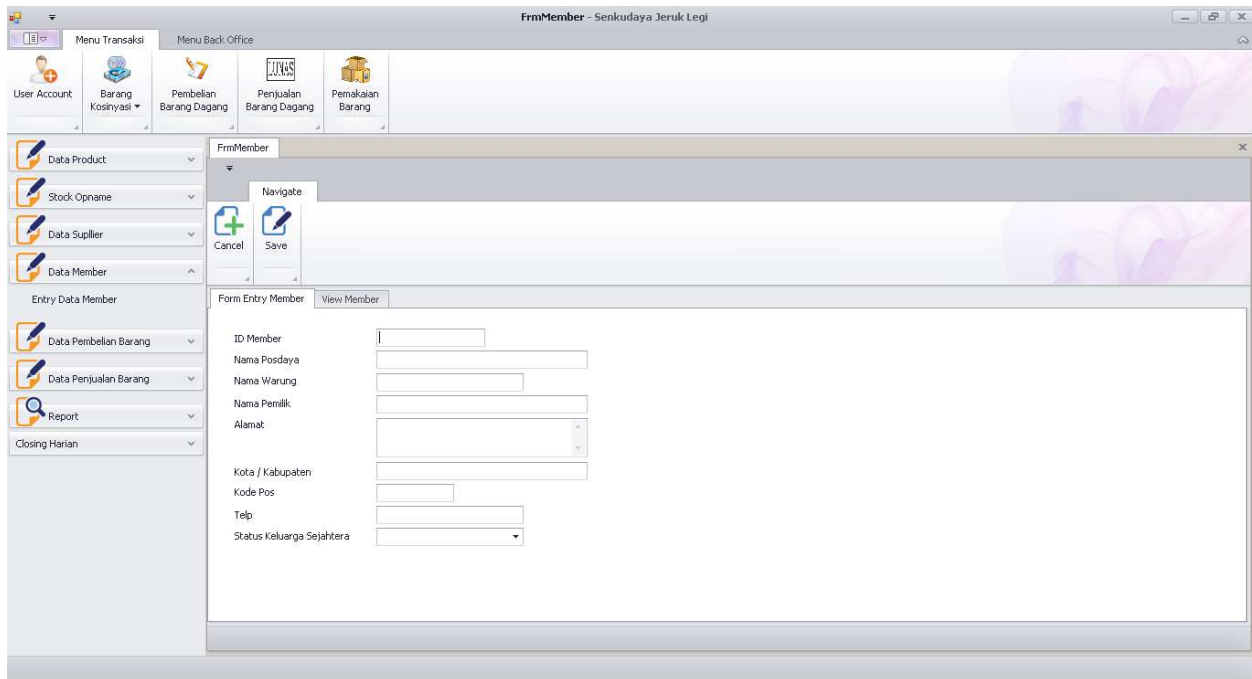 FrmMember - Senkudaya Jeruk Legi
Menu Transaksi
Menu Back Office
User Account
Barang
Kosinyasi
Pembelian
Barang Dagang
LUNAS
Penjualan
Barang Dagang
Pemakaian
Barang
Data Product
Stock Opname
Data Supllier
Data Member
Entry Data Member
Data Pembelian Barang
Data Penjualan Barang
Report
Closing Harian
FrmMember
Navigate
Cancel
Save
Form Entry Member
View Member
ID Member
Nama Posdaya
Nama Warung
Nama Pemilik
Alamat
Kota / Kabupaten
Kode Pos
Telp
Status Keluarga Sejahtera